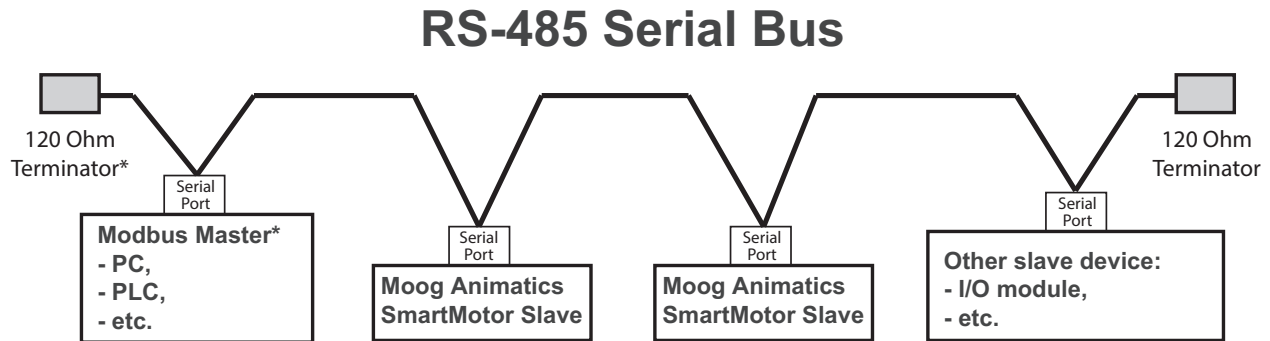 RS-485 Serial Bus
120 Ohm
Terminator*
120 Ohm
Terminator
Serial
Port
Modbus Master*
- PC,
- PLC,
- etc.
Serial
Port
Moog Animatics
SmartMotor Slave
Serial
Port
Moog Animatics
SmartMotor Slave
Serial
Port
Other slave device:
- I/O module,
- etc.